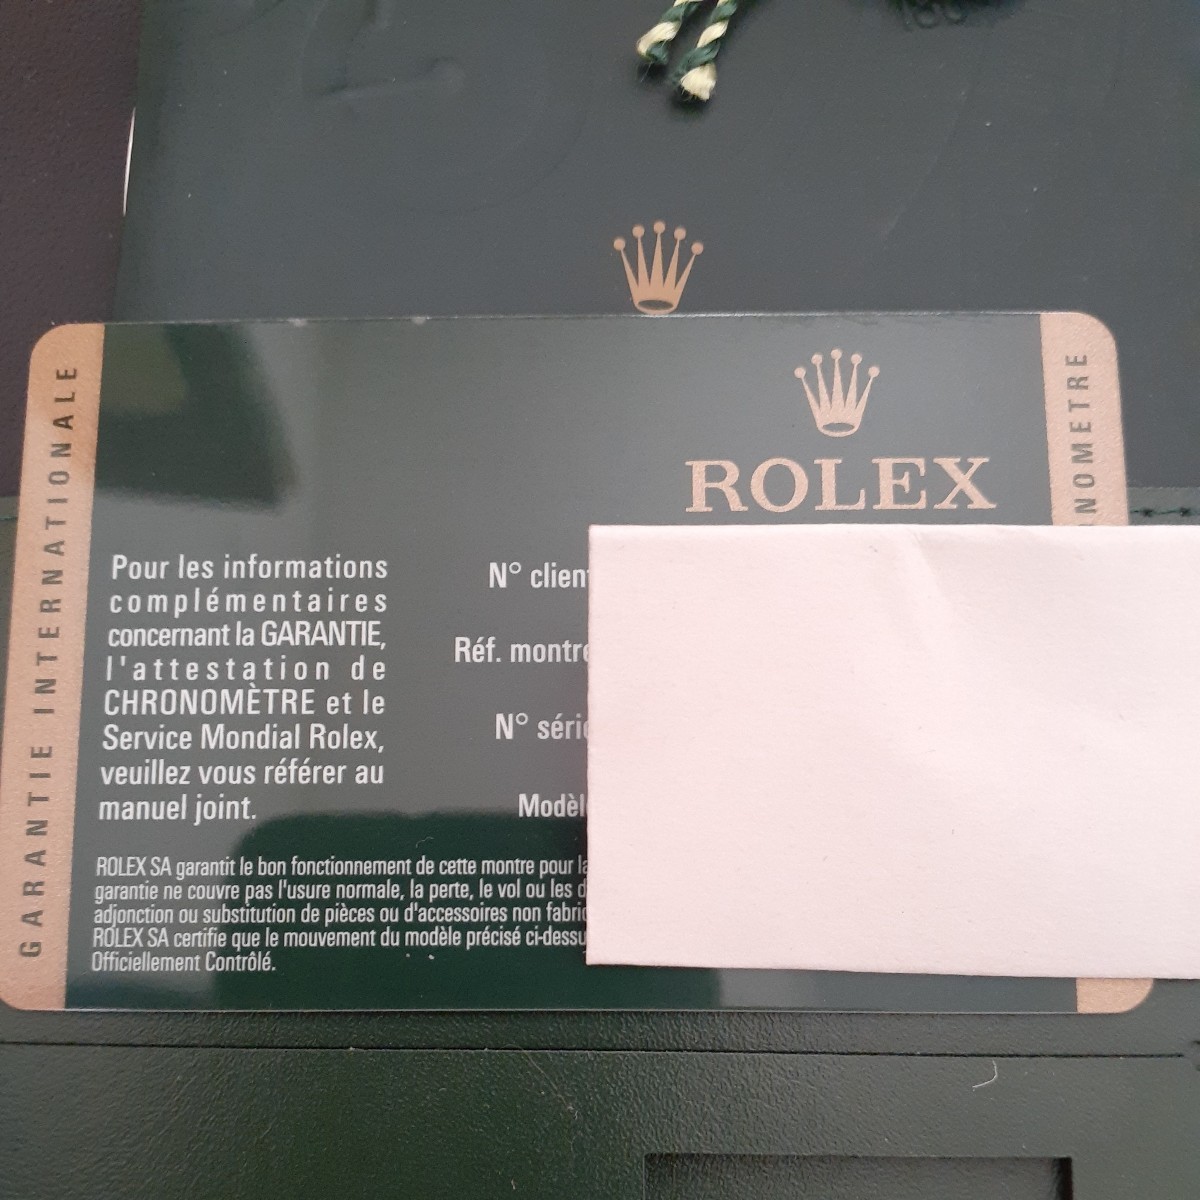 GARANTIE INTERNATIONALE
ROLEX
Pour les informations
complémentaires
concernant la GARANTIE,
l'attestation de
CHRONOMÈTRE et le
Service Mondial Rolex,
veuillez vous référer au
manuel joint.
N° client
Réf. montre
N° série
Modèl
ROLEX SA garantit le bon fonctionnement de cette montre pour la
garantie ne couvre pas l'usure normale, la perte, le vol ou les d
adjonction ou substitution de pièces ou d'accessoires non fabriq
ROLEX SA certifie que le mouvement du modèle précisé ci-dessu
Officiellement Contrôlé.
NOMETRE